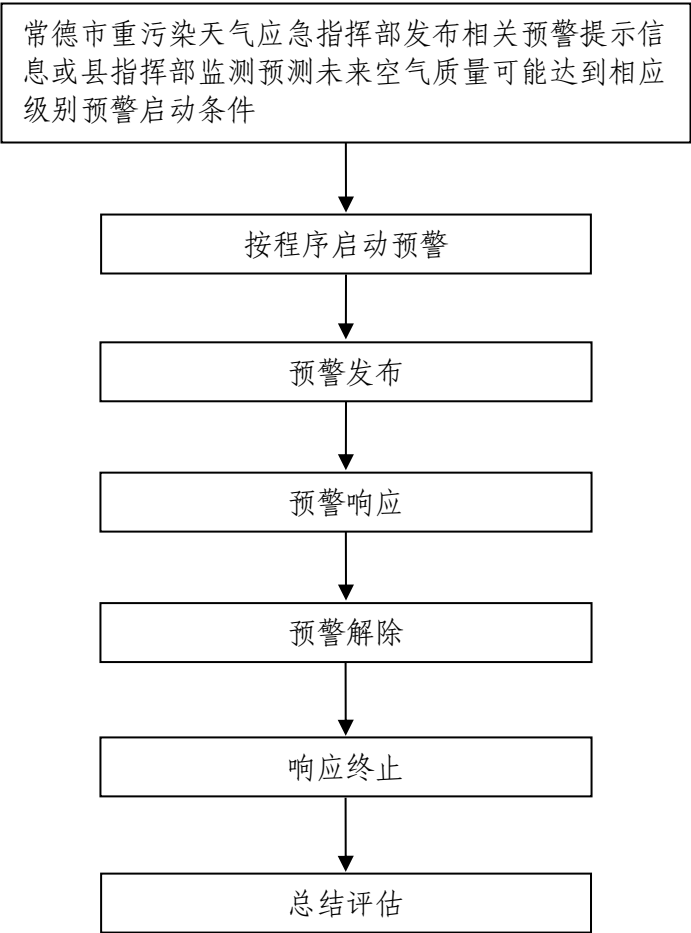 常德市重污染天气应急指挥部发布相关预警提示信
息或县指挥部监测预测未来空气质量可能达到相应
级别预警启动条件
按程序启动预警
预警发布
预警响应
预警解除
响应终止
总结评估